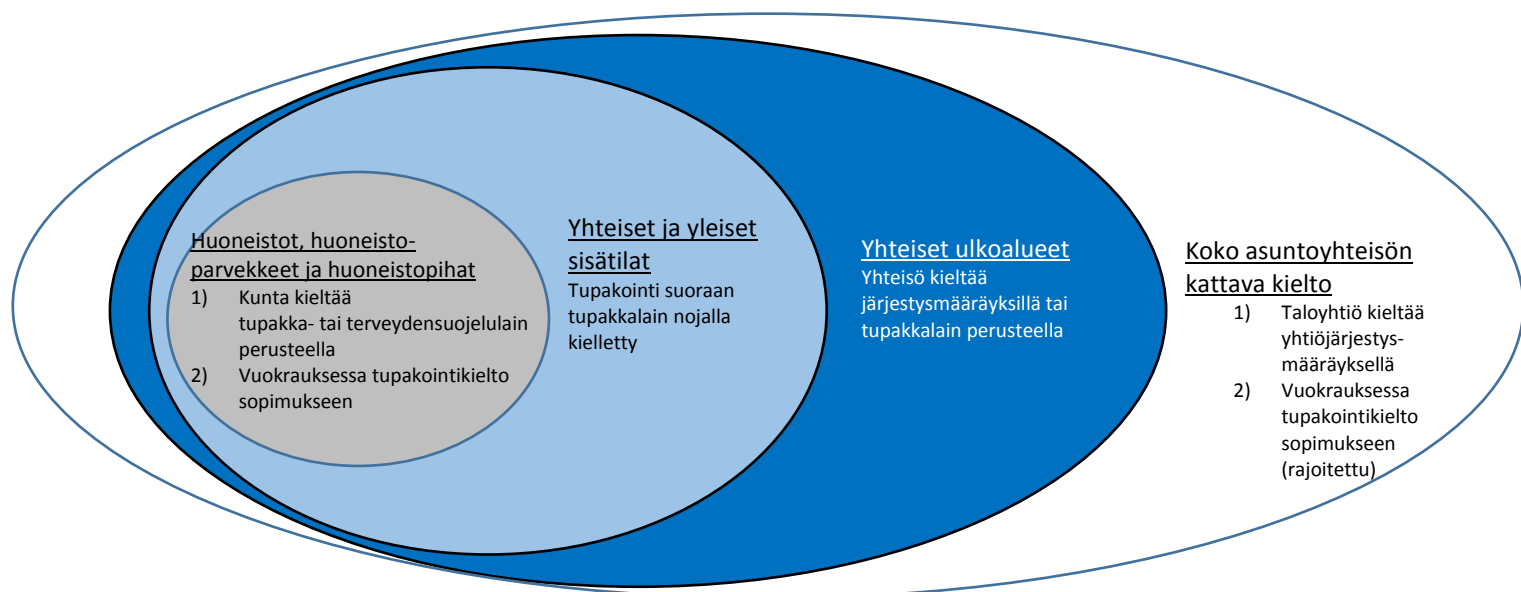 Huoneistot, huoneisto-
parvekkeet ja huoneistopihat
1) Kunta kieltää
tupakka- tai terveydensuojelulain
perusteella
2) Vuokrauksessa tupakointikielto
sopimukseen
Yhteiset ja yleiset
sisätilat
Tupakointi suoraan
tupakkalain nojalla
kielletty
Yhteiset ulkoalueet
Yhteisö kieltää
järjestysmääräyksillä tai
tupakkalain perusteella
Koko asuntoyhteisön
kattava kielto
1) Taloyhtiö kieltää
yhtiöjärjestys-
määräyksellä
2) Vuokrauksessa
tupakointikielto
sopimukseen
(rajoitettu)